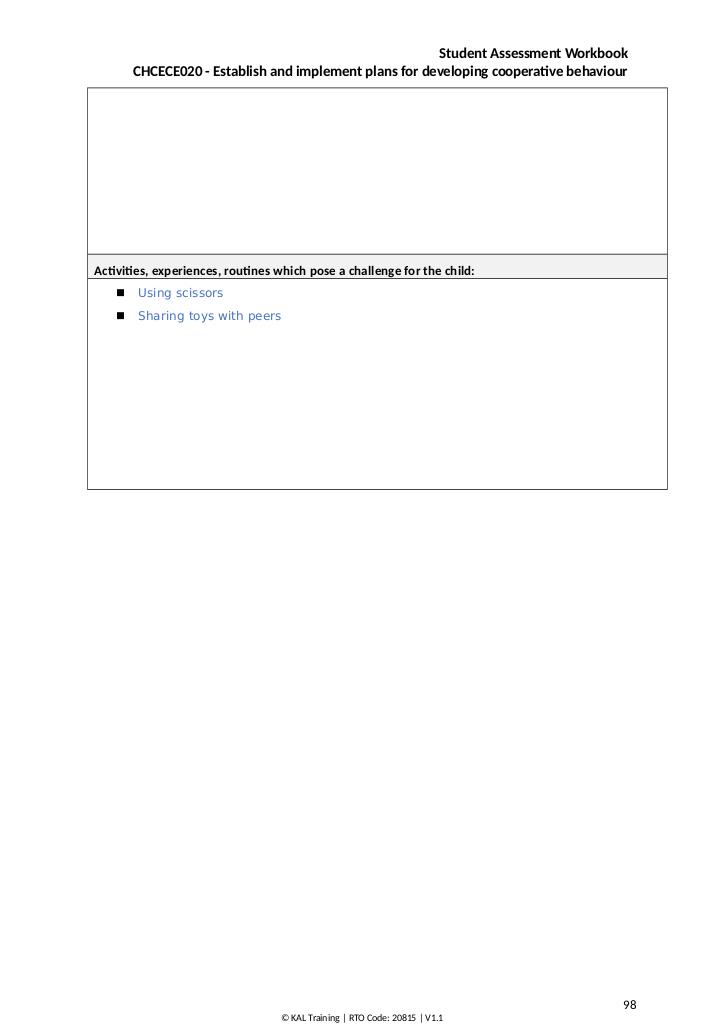 Student Assessment Workbook
CHCECE020 - Establish and implement plans for developing cooperative behaviour
Activities, experiences, routines which pose a challenge for the child:
■ Using scissors
■ Sharing toys with peers
98
© KAL Training | RTO Code: 20815 | V1.1